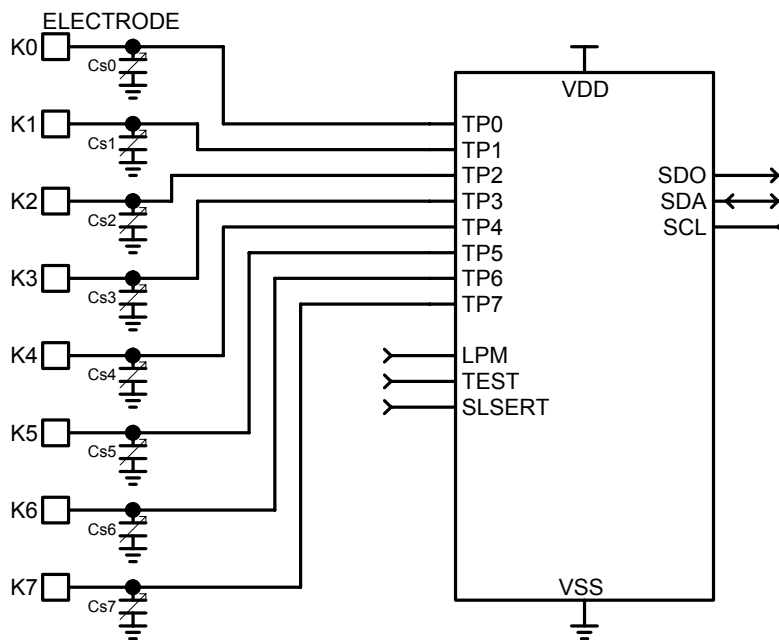 ELECTRODE
K0
Cs0
K1
Cs1
K2
Cs2
K3
Cs3
K4
Cs4
K5
Cs5
K6
Cs6
K7
Cs7
VDD
TP0
TP1
TP2
TP3
TP4
TP5
TP6
TP7
LPM
TEST
SLSERT
SDO
SDA
SCL
VSS